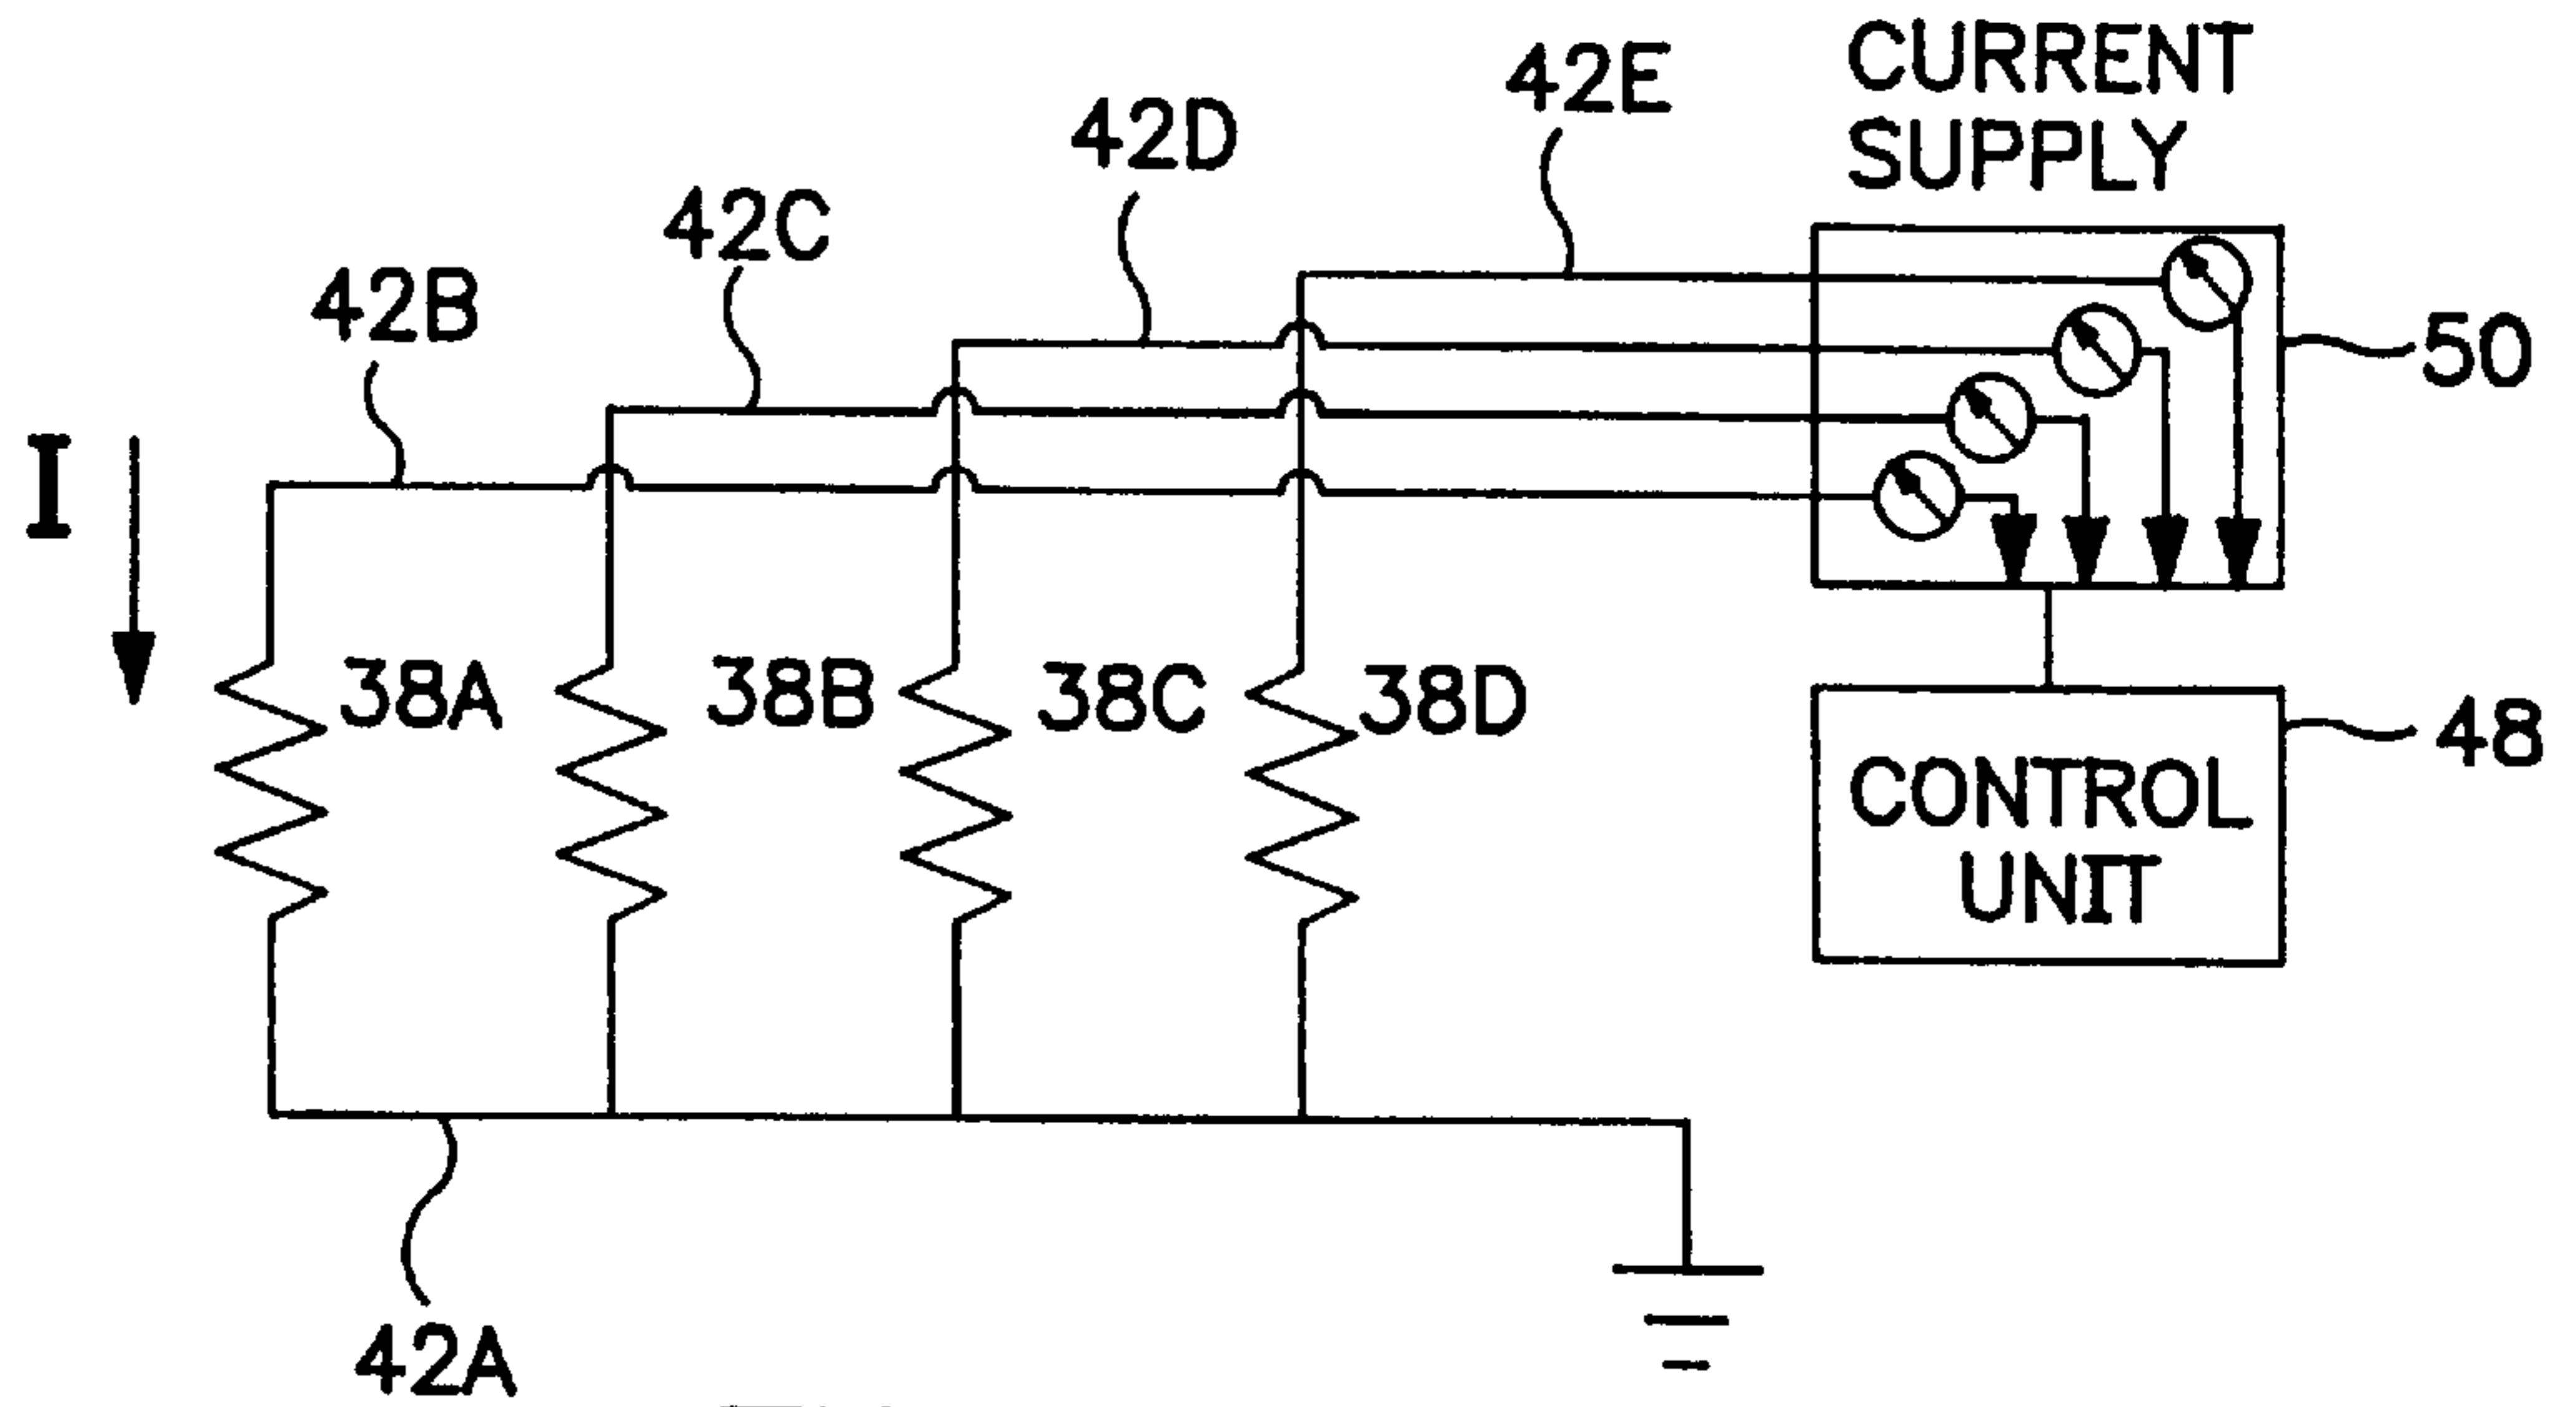 CURRENT
SUPPLY
42E
42D
42C
42B
50
I
38A
38B
38C
38D
48
CONTROL
UNIT
42A